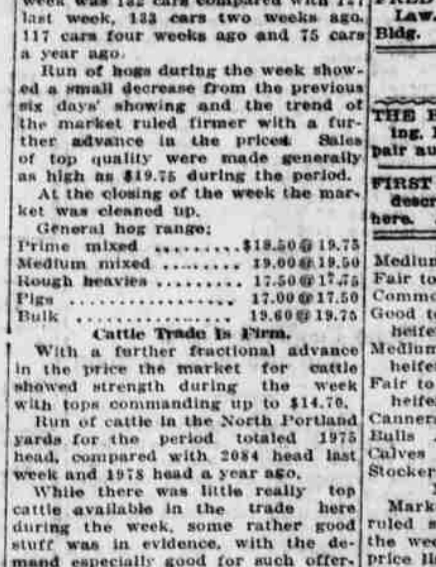 week was 182 cars compared with 127
last week, 133 cars two weeks ago.
117 cars four weeks ago and 75 cars
a year ago.
Run of hogs during the week show-
ed a small decrease from the previous
six days' showing and the trend of
the market ruled firmer with a fur-
ther advance in the prices. Sales
of top quality were made generally
as high as $19.75 during the period.
At the closing of the week the mar-
ket was cleaned up.
General hog range:
Prime mixed .........$19.50@19.75
Medium mixed ........ 19.00@19.50
Rough heavies ........ 17.50@17.75
Pigs ................ 17.00@17.50
Bulk ................ 19.60@19.75
Cattle Trade Is Firm.
With a further fractional advance
in the price the market for cattle
showed strength during the week
with tops commanding up to $14.70.
Run of cattle in the North Portland
yards for the period totaled 1975
head, compared with 2084 head last
week and 1978 head a year ago.
While there was little really top
cattle available in the trade here
during the week, some rather good
stuff was in evidence, with the de-
mand especially good for such offer-
Law.
Bldg.
THE
ing,
pair au
FIRST
descr
here.
Medium
Fair to
Commo
Good t
heife
Medium
heife
Fair to
heife
Canner
Bulls
Calves
Stocker
Mark
ruled s
the wee
price li